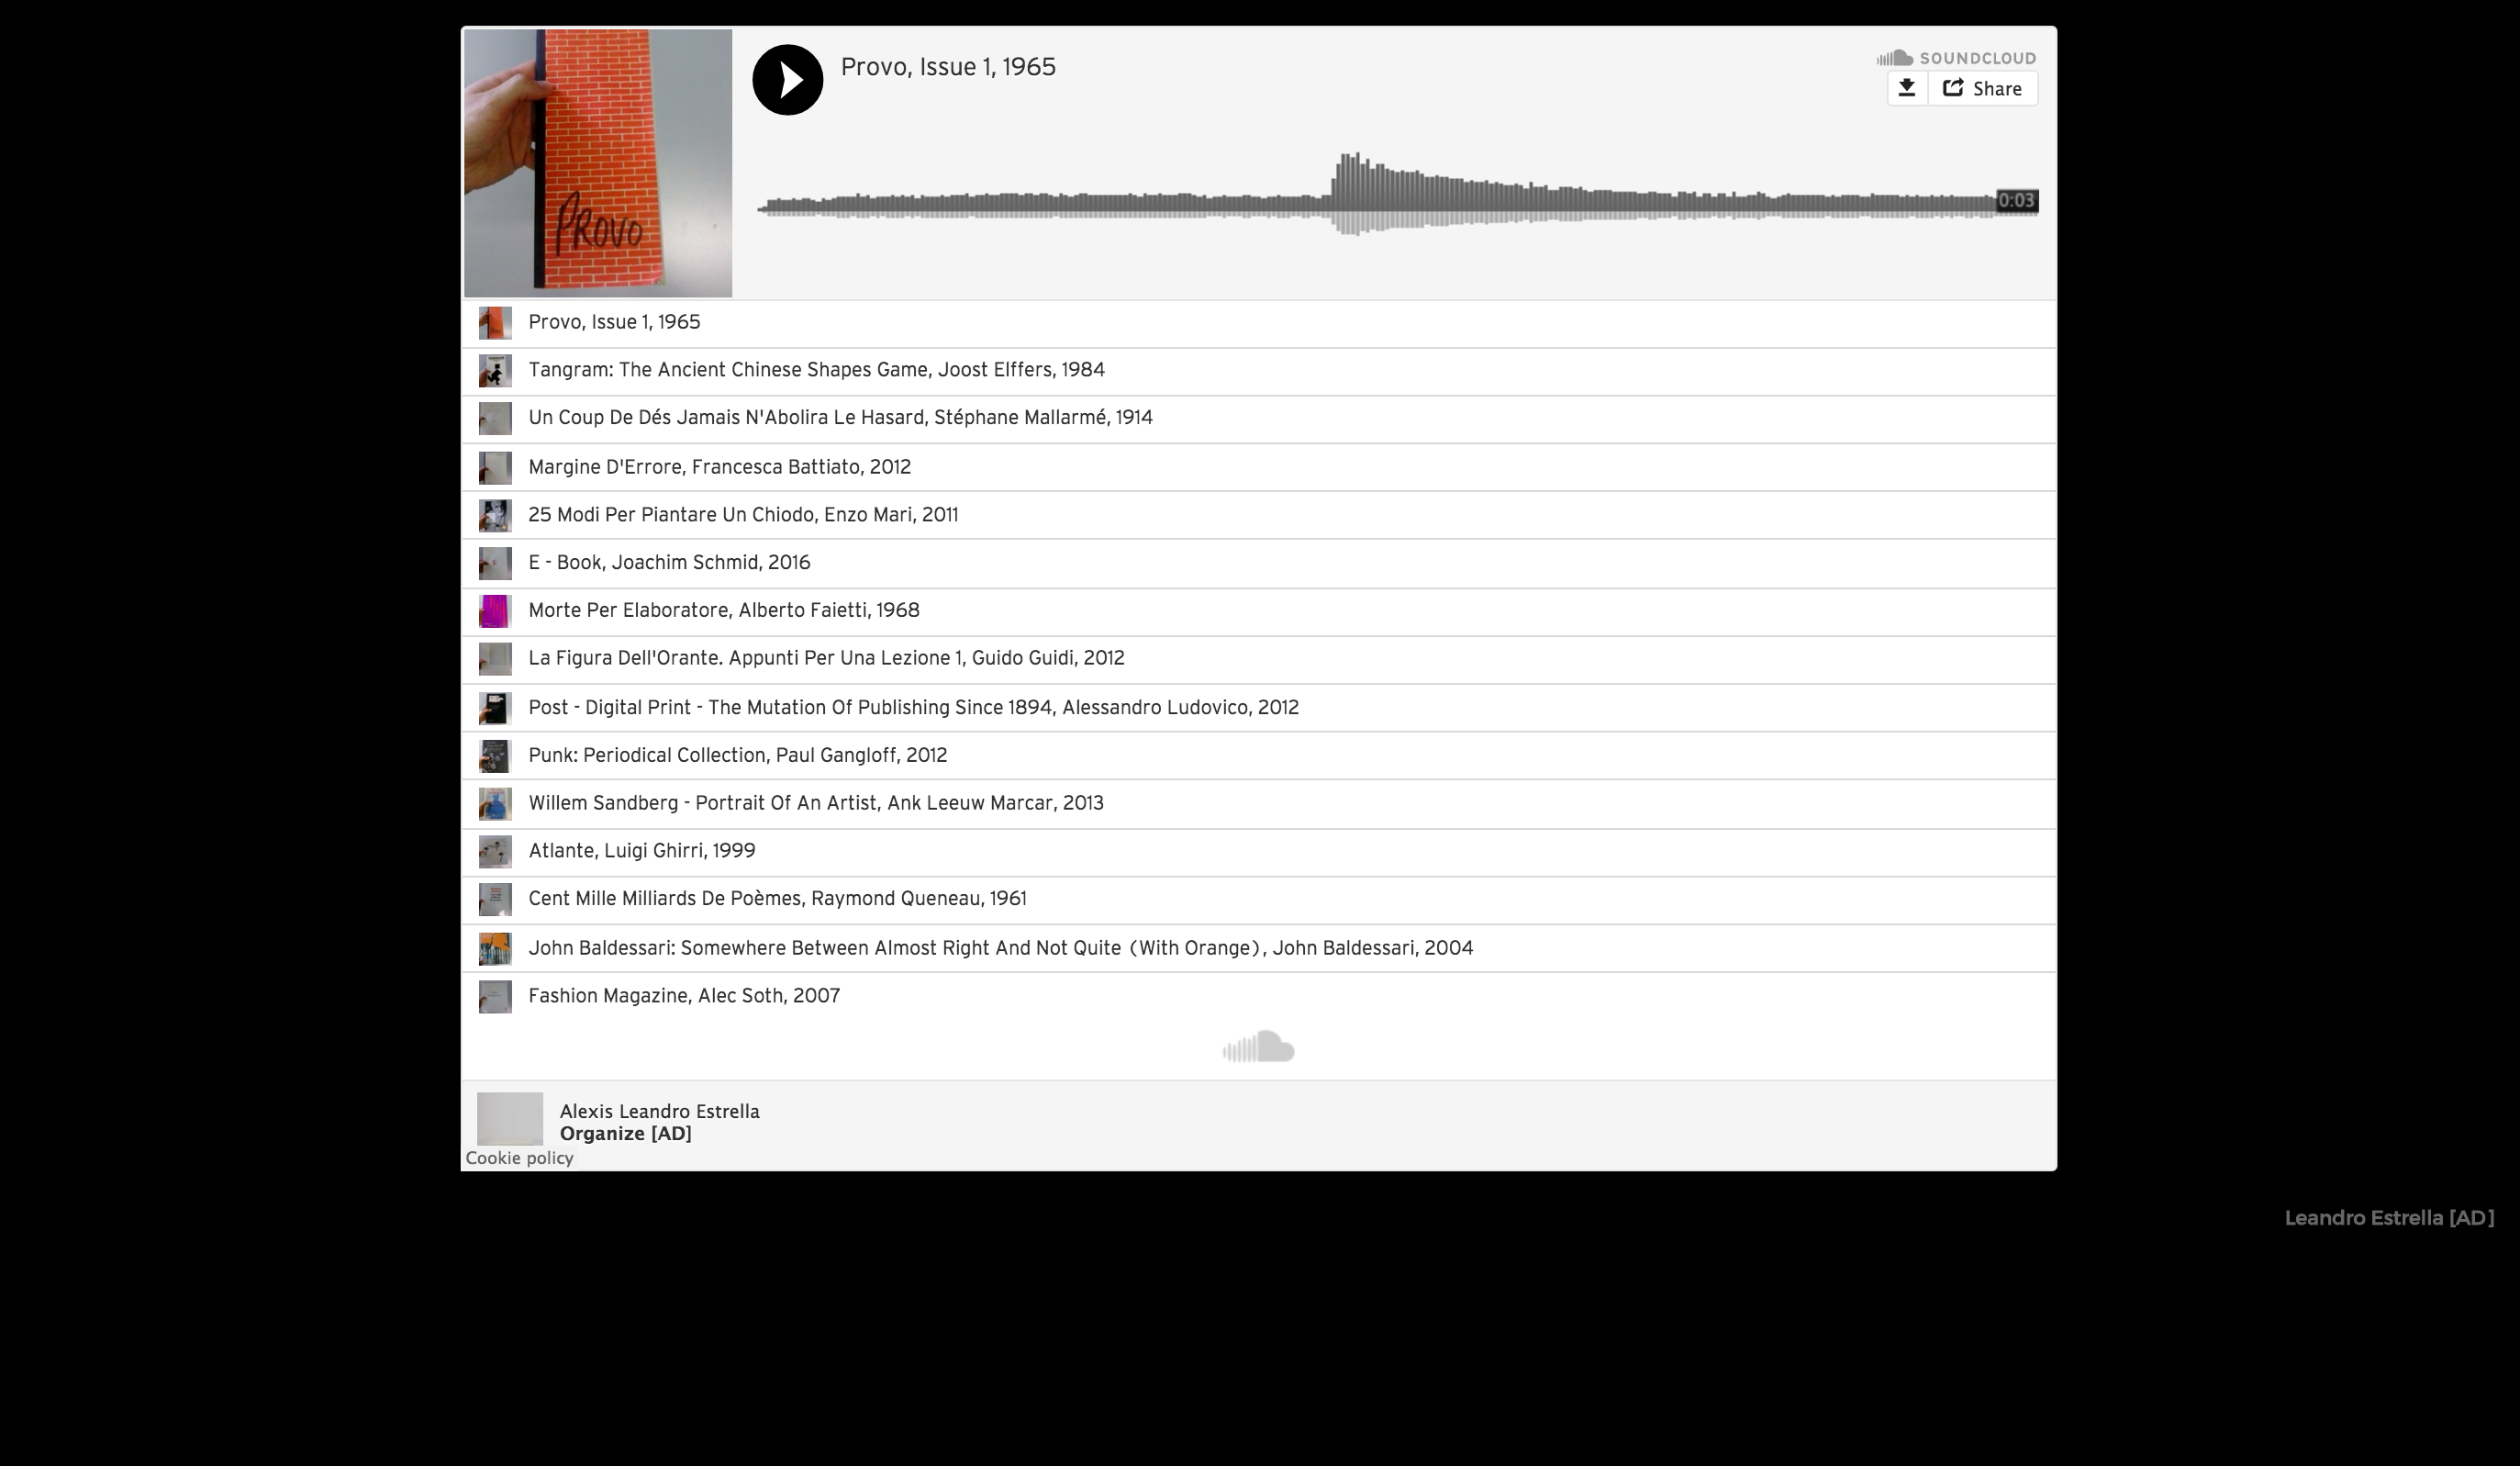 PROVO
Provo, Issue 1, 1965
SOUNDCLOUD
Share
0:03
Provo, Issue 1, 1965
Tangram: The Ancient Chinese Shapes Game, Joost Elffers, 1984
Un Coup De Dés Jamais N'Abolira Le Hasard, Stéphane Mallarmé, 1914
Margine D'Errore, Francesca Battiato, 2012
25 Modi Per Piantare Un Chiodo, Enzo Mari, 2011
E - Book, Joachim Schmid, 2016
Morte Per Elaboratore, Alberto Faietti, 1968
La Figura Dell'Orante. Appunti Per Una Lezione 1, Guido Guidi, 2012
Post - Digital Print - The Mutation Of Publishing Since 1894, Alessandro Ludovico, 2012
Punk: Periodical Collection, Paul Gangloff, 2012
Willem Sandberg - Portrait Of An Artist, Ank Leeuw Marcar, 2013
Atlante, Luigi Ghirri, 1999
Cent Mille Milliards De Poèmes, Raymond Queneau, 1961
John Baldessari: Somewhere Between Almost Right And Not Quite (With Orange), John Baldessari, 2004
Fashion Magazine, Alec Soth, 2007
Alexis Leandro Estrella
Organize [AD]
Cookie policy
Leandro Estrella [AD]